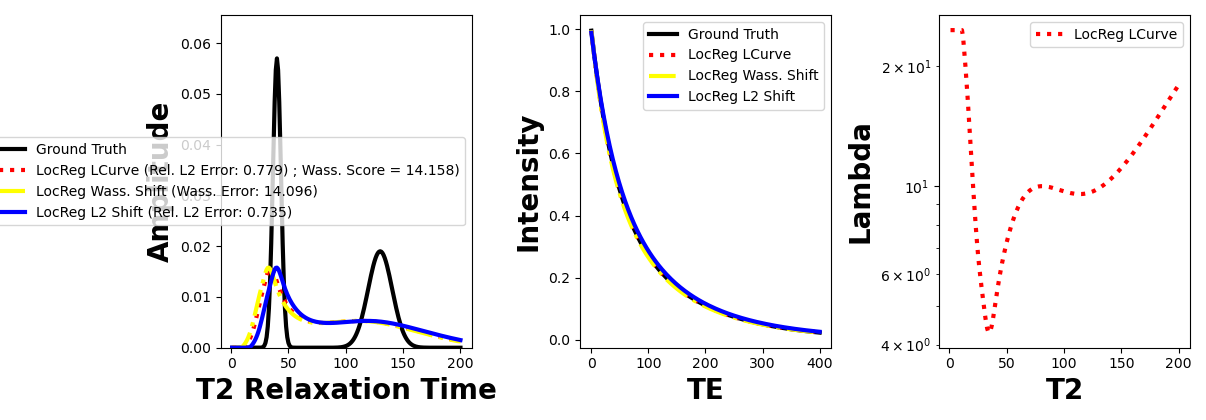 0.06
0.05
0.04
0.03
0.02
0.01
0.00
Amplitude
Ground Truth
LocReg LCurve (Rel. L2 Error: 0.779) ; Wass. Score = 14.158)
LocReg Wass. Shift (Wass. Error: 14.096)
LocReg L2 Shift (Rel. L2 Error: 0.735)
0 50 100 150 200
T2 Relaxation Time
1.0
0.8
0.6
0.4
0.2
0.0
Intensity
Ground Truth
LocReg LCurve
LocReg Wass. Shift
LocReg L2 Shift
0 100 200 300 400
TE
2 × 10¹
10¹
6 × 10⁰
4 × 10⁰
Lambda
LocReg LCurve
0 50 100 150 200
T2